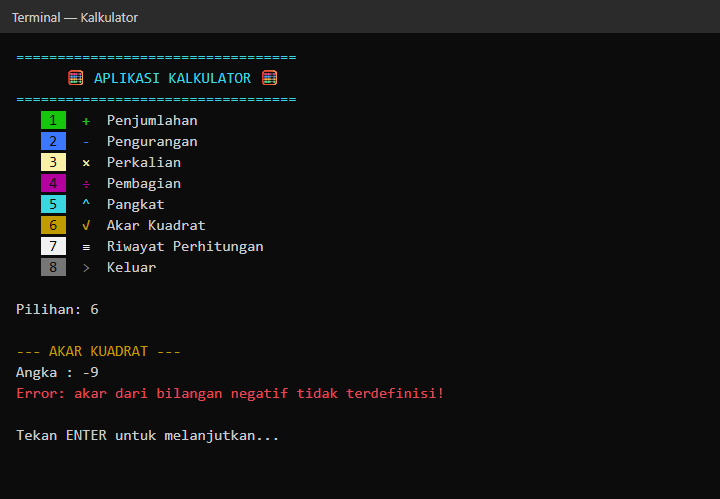 Terminal — Kalkulator
==================================
🧮 APLIKASI KALKULATOR 🧮
==================================
1 + Penjumlahan
2 - Pengurangan
3 × Perkalian
4 ÷ Pembagian
5 ^ Pangkat
6 √ Akar Kuadrat
7 ≡ Riwayat Perhitungan
8 > Keluar
Pilihan: 6
--- AKAR KUADRAT ---
Angka : -9
Error: akar dari bilangan negatif tidak terdefinisi!
Tekan ENTER untuk melanjutkan...